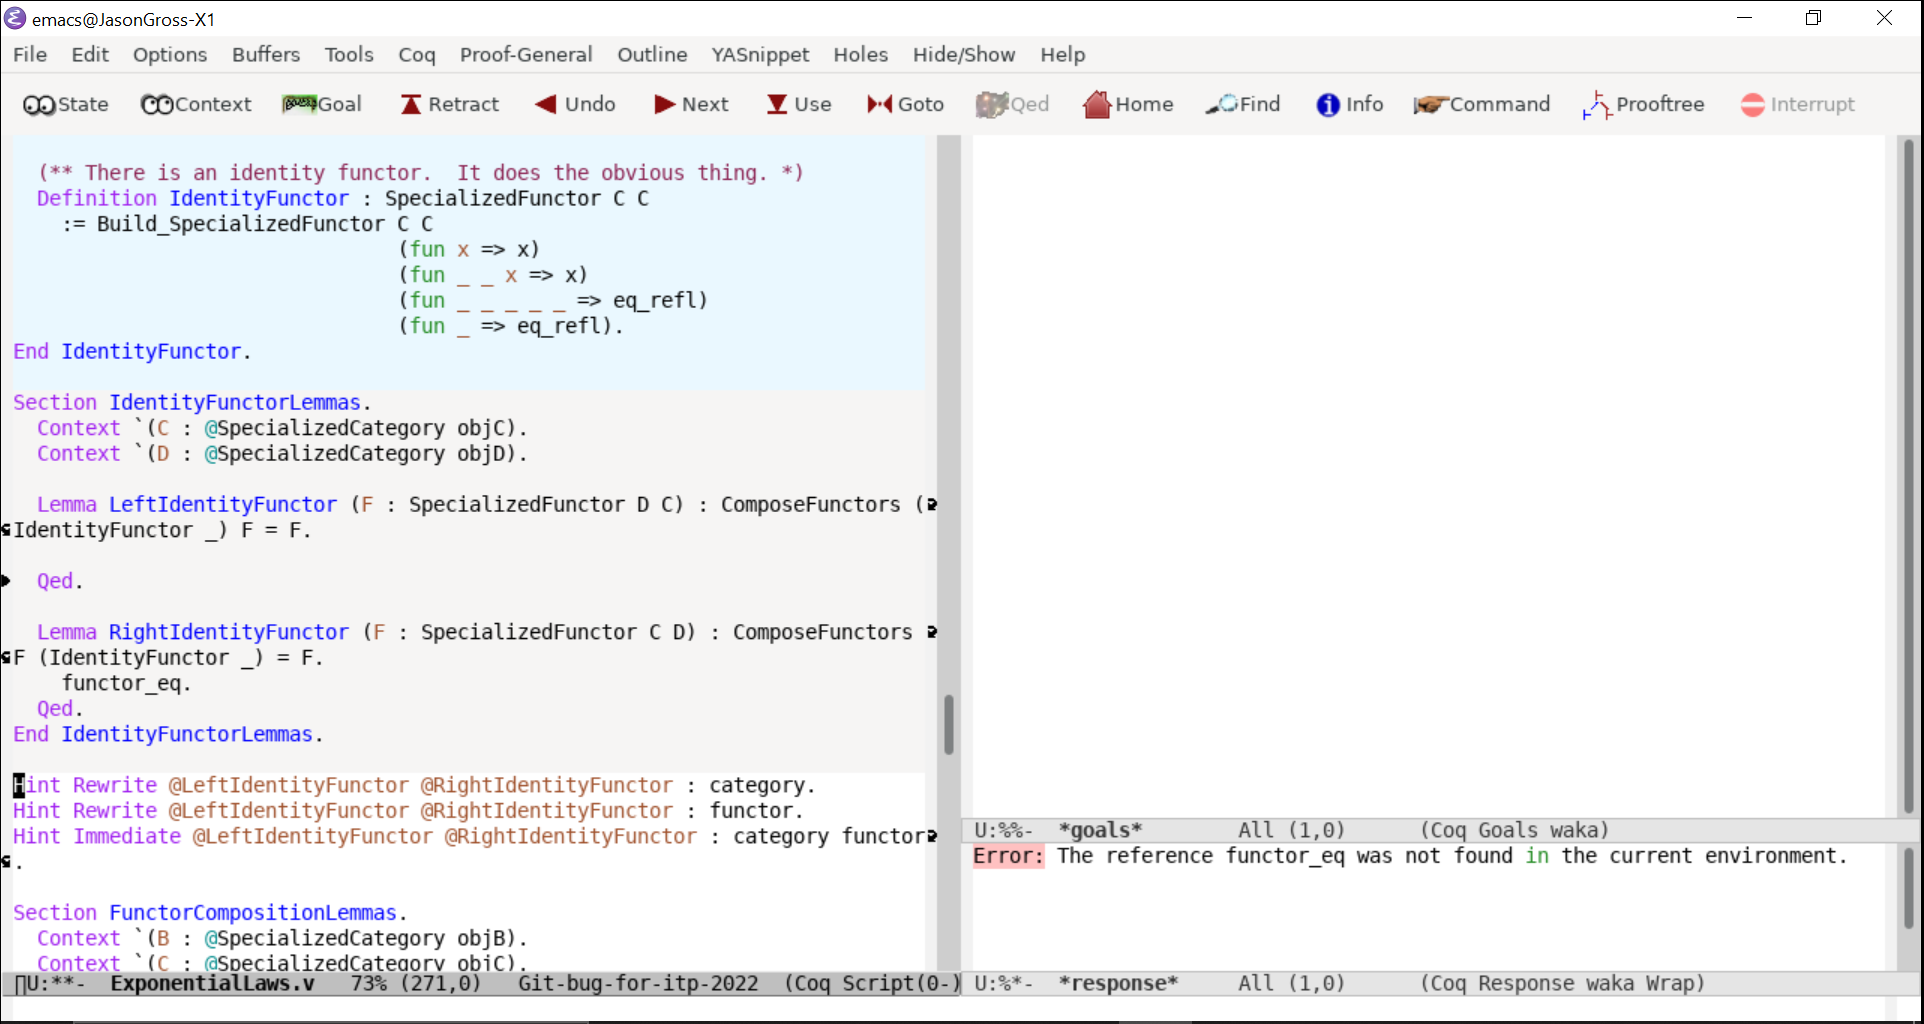 emacs@JasonGross-X1
File Edit Options Buffers Tools Coq Proof-General Outline YASnippet Holes Hide/Show Help
State Context Goal Retract Undo Next Use Goto Qed Home Find Info Command Prooftree Interrupt
(** There is an identity functor.  It does the obvious thing. *)
Definition IdentityFunctor : SpecializedFunctor C C
:= Build_SpecializedFunctor C C
(fun x => x)
(fun _ _ x => x)
(fun _ _ _ _ _ => eq_refl)
(fun _ => eq_refl).
End IdentityFunctor.
Section IdentityFunctorLemmas.
Context `(C : @SpecializedCategory objC).
Context `(D : @SpecializedCategory objD).
Lemma LeftIdentityFunctor (F : SpecializedFunctor D C) : ComposeFunctors (
IdentityFunctor _) F = F.
Qed.
Lemma RightIdentityFunctor (F : SpecializedFunctor C D) : ComposeFunctors
F (IdentityFunctor _) = F.
functor_eq.
Qed.
End IdentityFunctorLemmas.
Hint Rewrite @LeftIdentityFunctor @RightIdentityFunctor : category.
Hint Rewrite @LeftIdentityFunctor @RightIdentityFunctor : functor.
Hint Immediate @LeftIdentityFunctor @RightIdentityFunctor : category functor
.
Section FunctorCompositionLemmas.
Context `(B : @SpecializedCategory objB).
Context `(C : @SpecializedCategory objC).
U:**-  ExponentialLaws.v   73% (271,0)   Git-bug-for-itp-2022  (Coq Script(0-)
U:%%-  *goals*        All (1,0)      (Coq Goals waka)
Error: The reference functor_eq was not found in the current environment.
U:%*-  *response*     All (1,0)      (Coq Response waka Wrap)